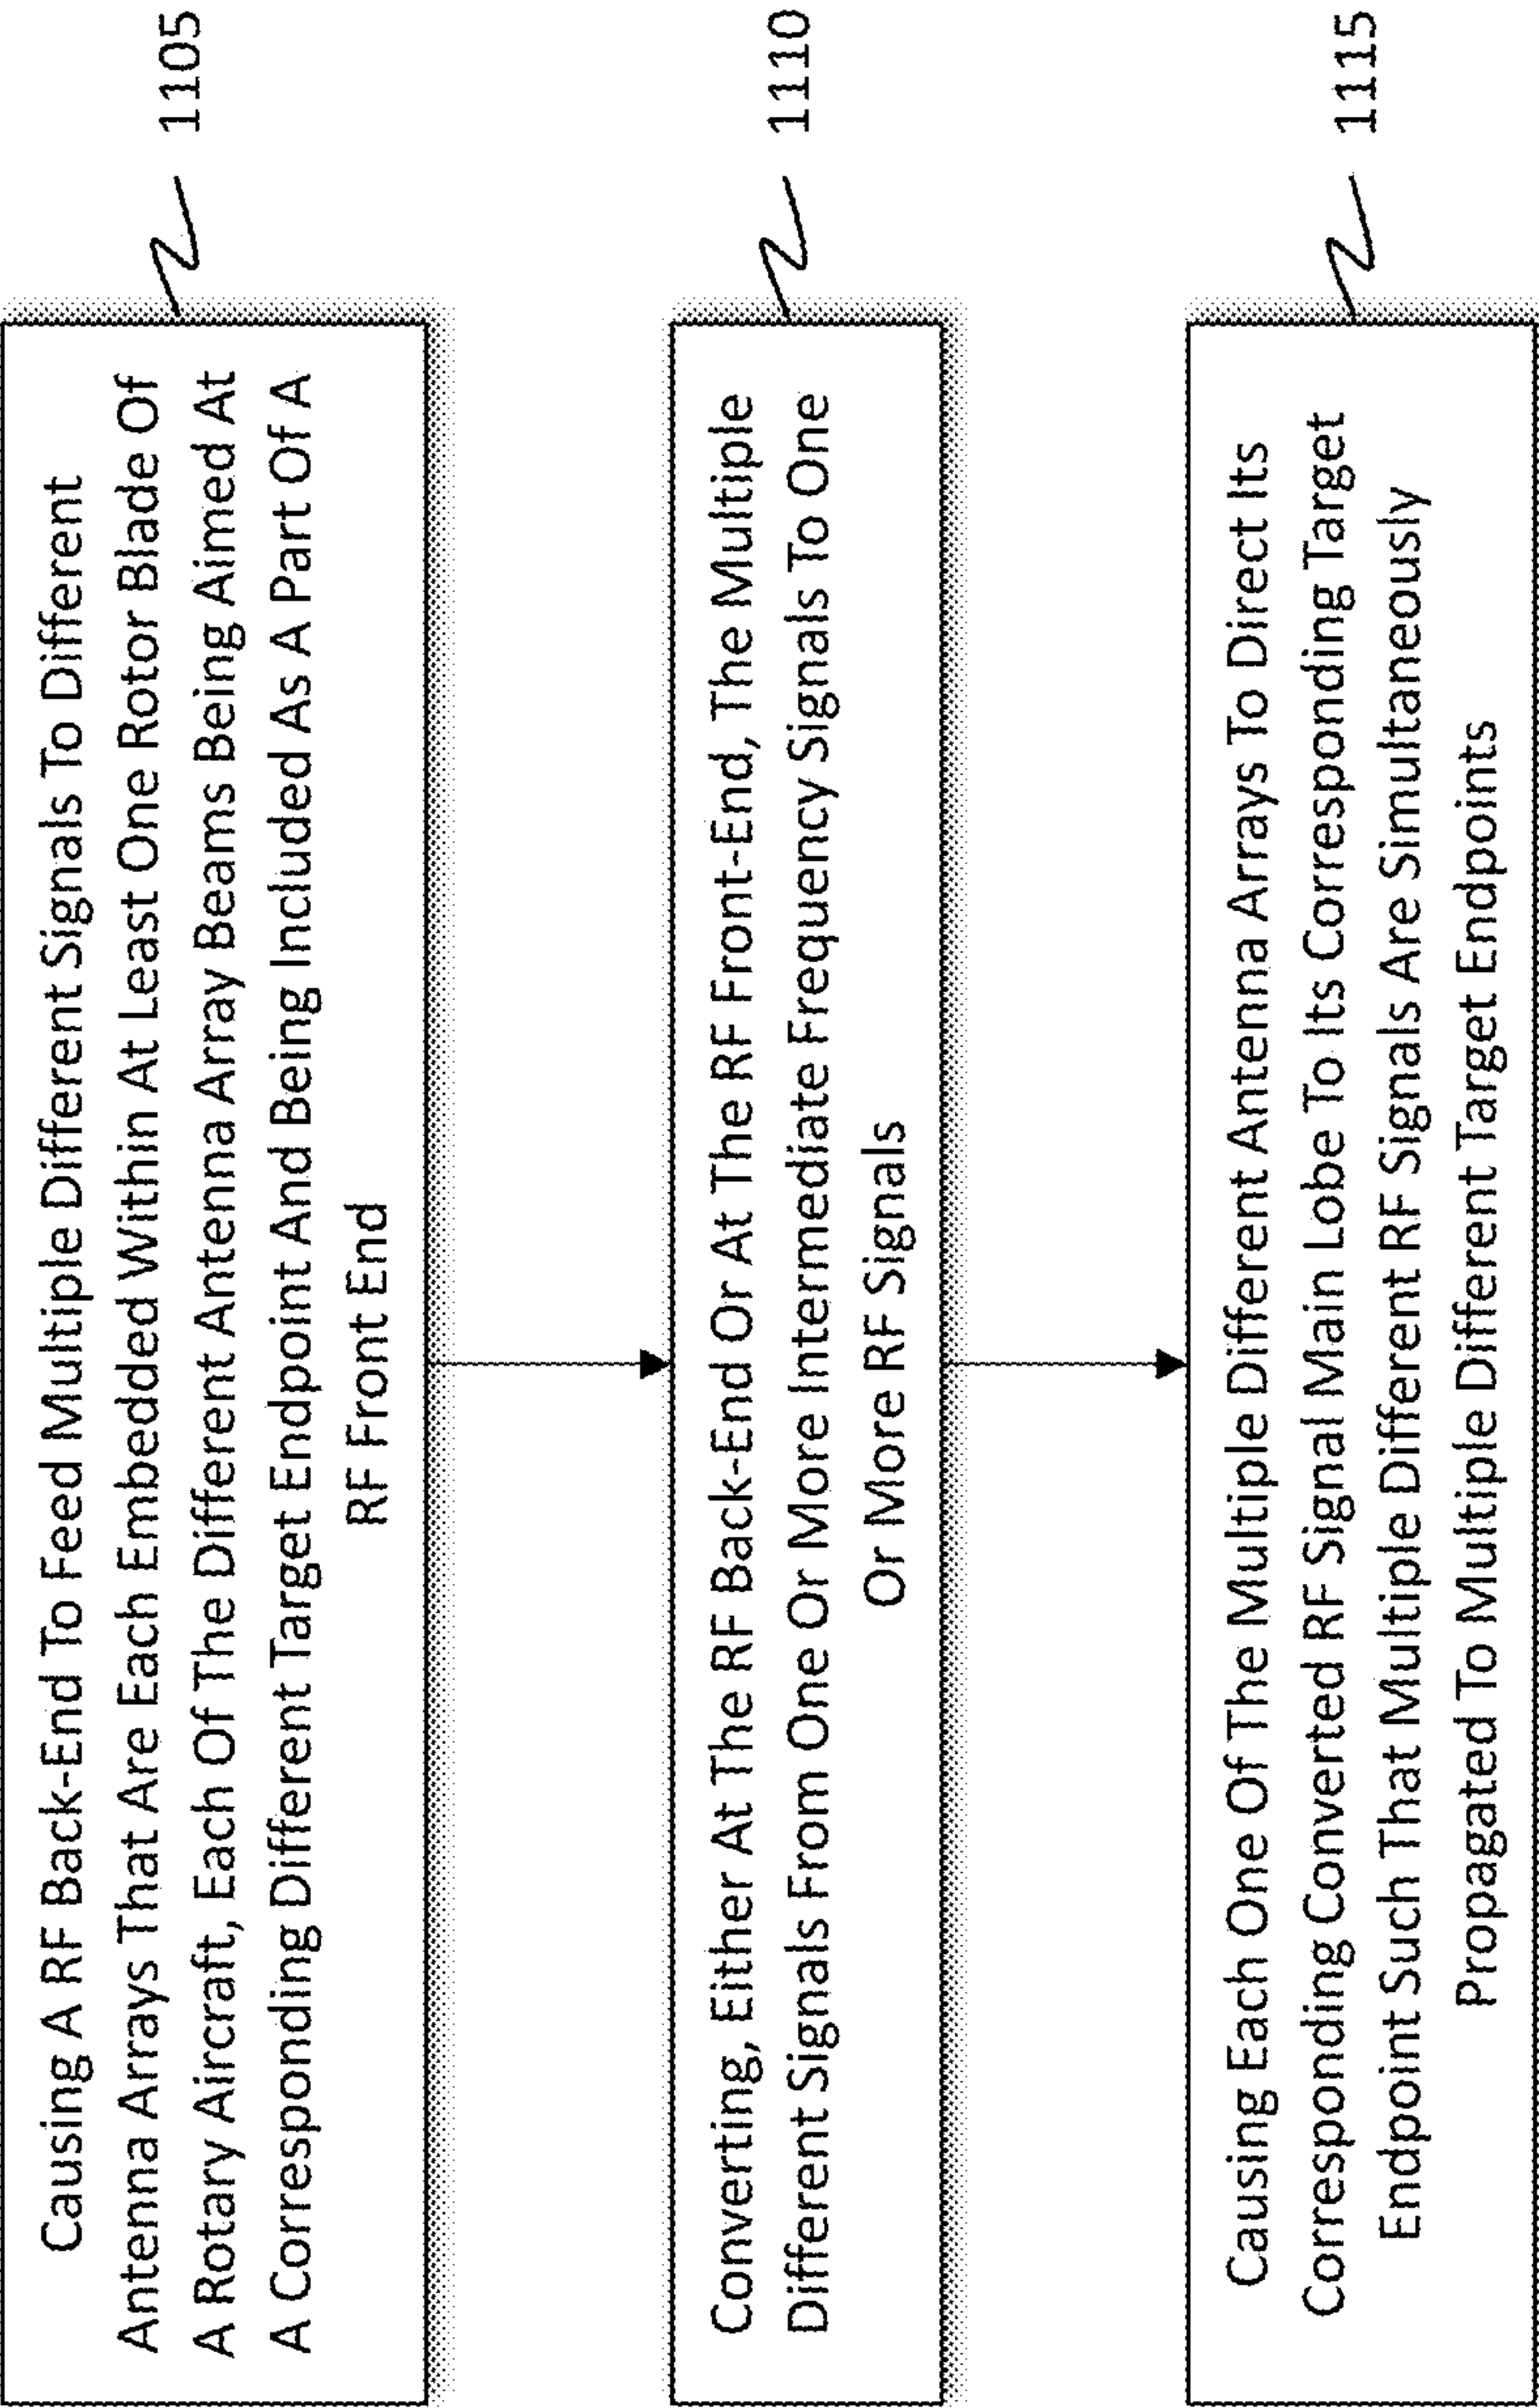 Causing A RF Back-End To Feed Multiple Different Signals To Different
Antenna Arrays That Are Each Embedded Within At Least One Rotor Blade Of
A Rotary Aircraft, Each Of The Different Antenna Array Beams Being Aimed At
A Corresponding Different Target Endpoint And Being Included As A Part Of A
RF Front End
1105
Converting, Either At The RF Back-End Or At The RF Front-End, The Multiple
Different Signals From One Or More Intermediate Frequency Signals To One
Or More RF Signals
1110
Causing Each One Of The Multiple Different Antenna Arrays To Direct Its
Corresponding Converted RF Signal Main Lobe To Its Corresponding Target
Endpoint Such That Multiple Different RF Signals Are Simultaneously
Propagated To Multiple Different Target Endpoints
1115